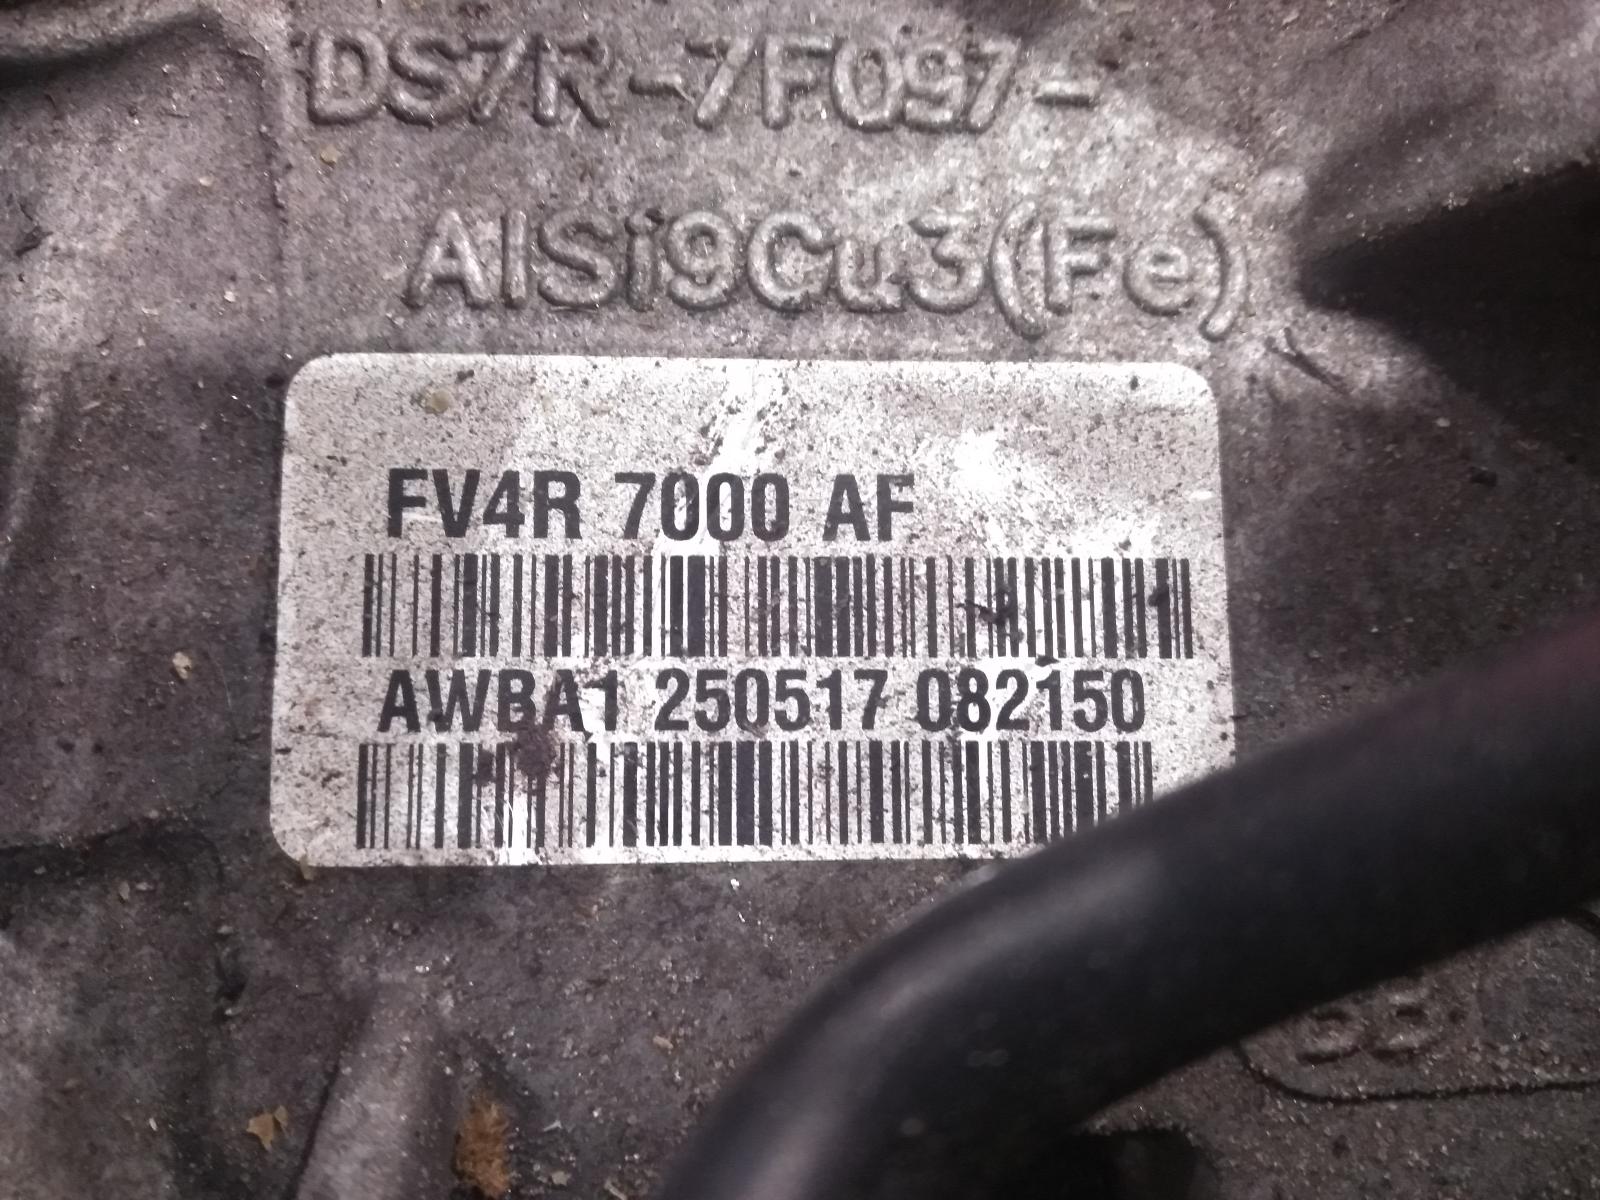 DS7R-7F097-
AlSi9Cu3(Fe)
FV4R 7000 AF
AWBA1 250517 082150